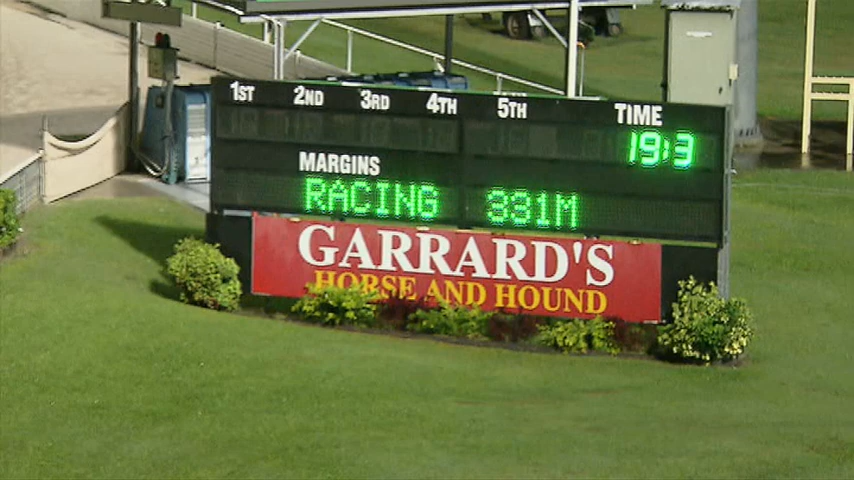 1ST 2ND 3RD 4TH 5TH TIME
19:3
MARGINS
RACING 331M
GARRARD'S
HORSE AND HOUND